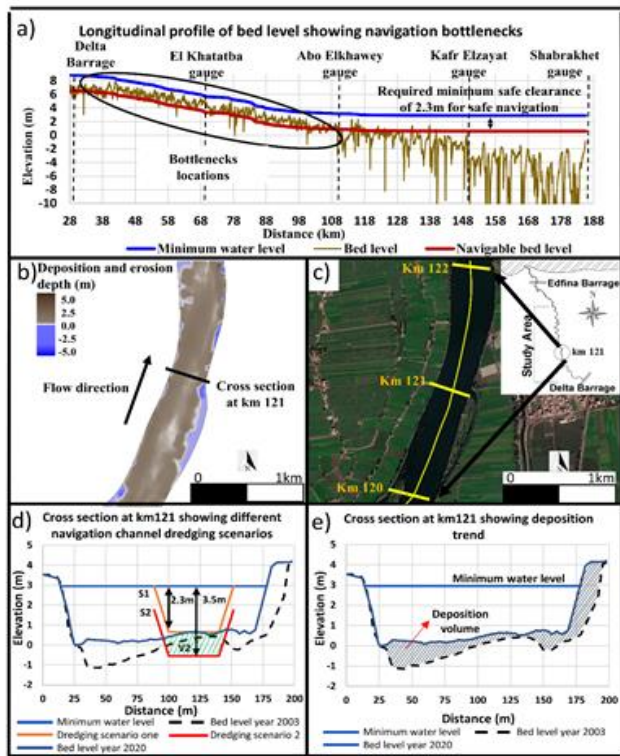 a)
Longitudinal profile of bed level showing navigation bottlenecks
Delta
Barrage
El Khatatba
gauge
Abo Elkhawey
gauge
Kafr Elzayat
gauge
Shabrakhet
gauge
Required minimum safe clearance
of 2.3m for safe navigation
Bottlenecks
locations
Elevation (m)
8
6
4
2
0
-2
-4
-6
-8
-10
28 38 48 58 68 78 88 98 108 118 128 138 148 158 168 178 188
Distance (km)
Minimum water level
Bed level
Navigable bed level
b)
Deposition and erosion
depth (m)
5.0
2.5
0.0
-2.5
-5.0
Flow direction
Cross section
at km 121
N
0 1km
c)
Km 122
Km 121
Km 120
Study Area
Edfina Barrage
N
km 121
Delta Barrage
N
0 1km
d)
Cross section at km121 showing different
navigation channel dredging scenarios
Elevation (m)
5
4
3
2
1
0
-1
-2
S1
S2
2.3m
3.5m
V2
0 25 50 75 100 125 150 175 200
Distance (m)
Minimum water level
Bed level year 2003
Dredging scenario one
Dredging scenario 2
Bed level year 2020
e)
Cross section at km121 showing deposition
trend
Elevation (m)
5
4
3
2
1
0
-1
-2
Minimum water level
Deposition
volume
0 25 50 75 100 125 150 175 200
Distance (m)
Minimum water level
Bed level year 2003
Bed level year 2020